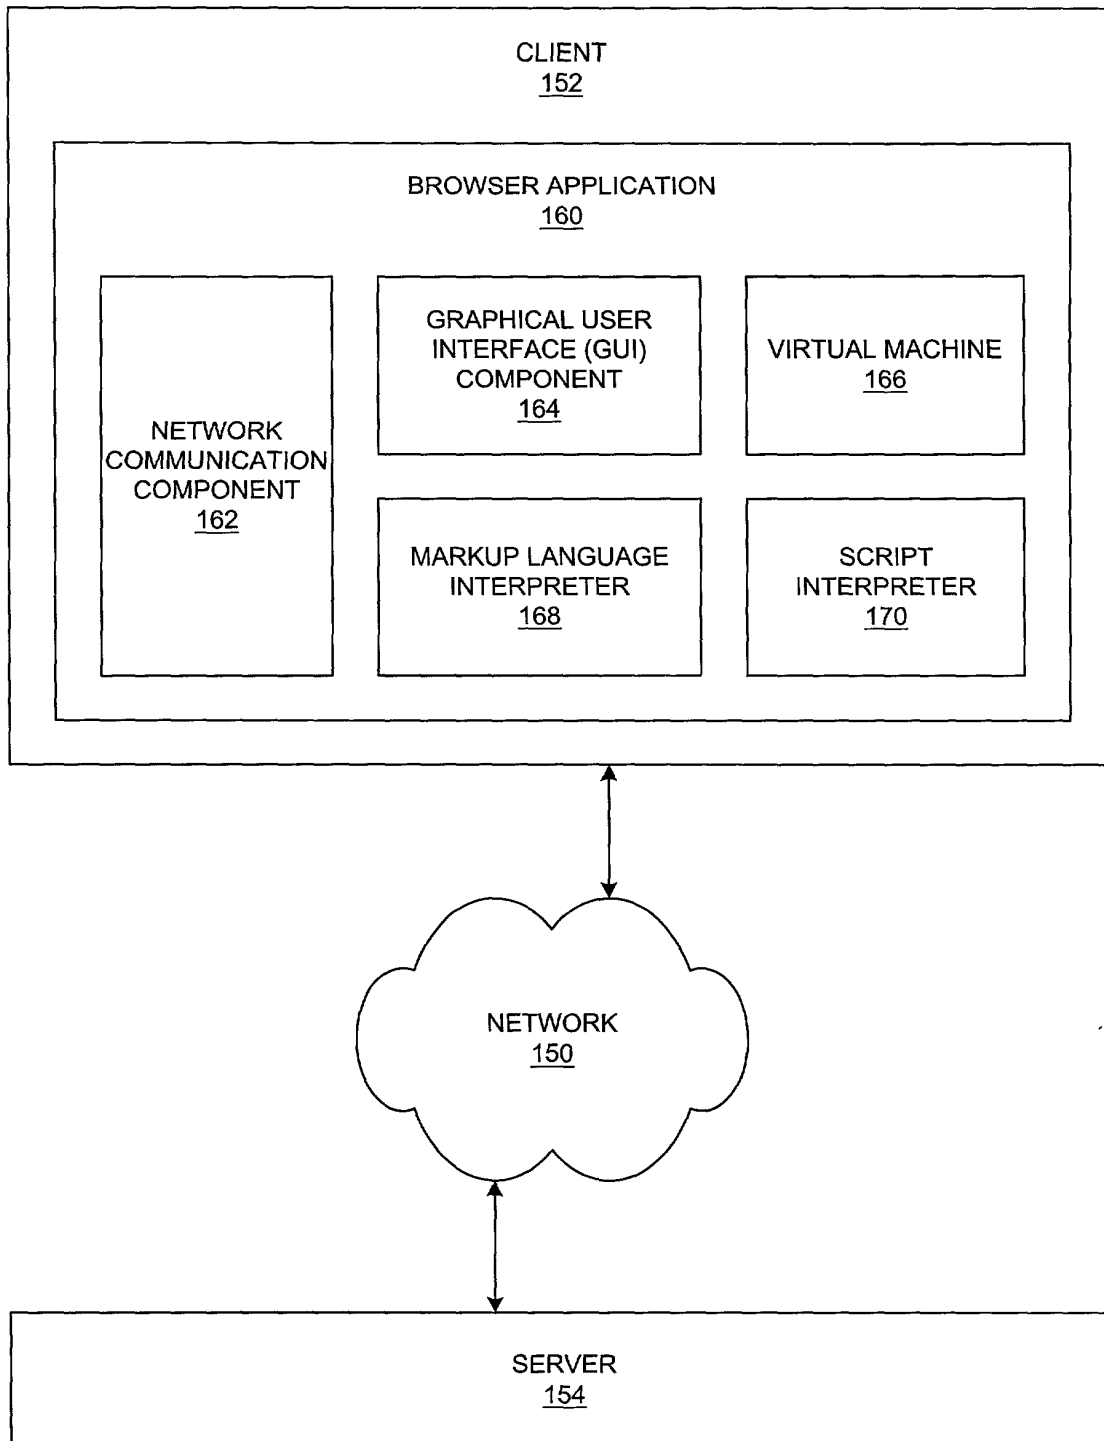 CLIENT
152
BROWSER APPLICATION
160
NETWORK
COMMUNICATION
COMPONENT
162
GRAPHICAL USER
INTERFACE (GUI)
COMPONENT
164
VIRTUAL MACHINE
166
MARKUP LANGUAGE
INTERPRETER
168
SCRIPT
INTERPRETER
170
NETWORK
150
SERVER
154